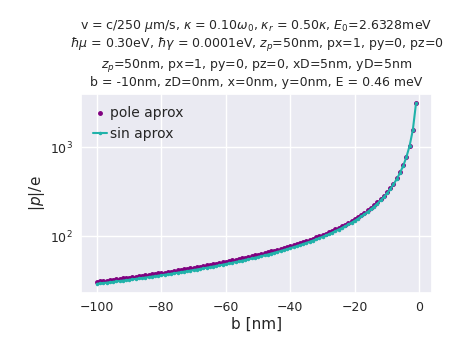 v = c/250 μm/s, κ = 0.10ω₀, κᵣ = 0.50κ, E₀=2.6328meV
ℏμ = 0.30eV, ℏγ = 0.0001eV, zₚ=50nm, px=1, py=0, pz=0
zₚ=50nm, px=1, py=0, pz=0, xD=5nm, yD=5nm
b = -10nm, zD=0nm, x=0nm, y=0nm, E = 0.46 meV
pole aprox
sin aprox
10³
10²
|p|/e
−100 −80 −60 −40 −20 0
b [nm]